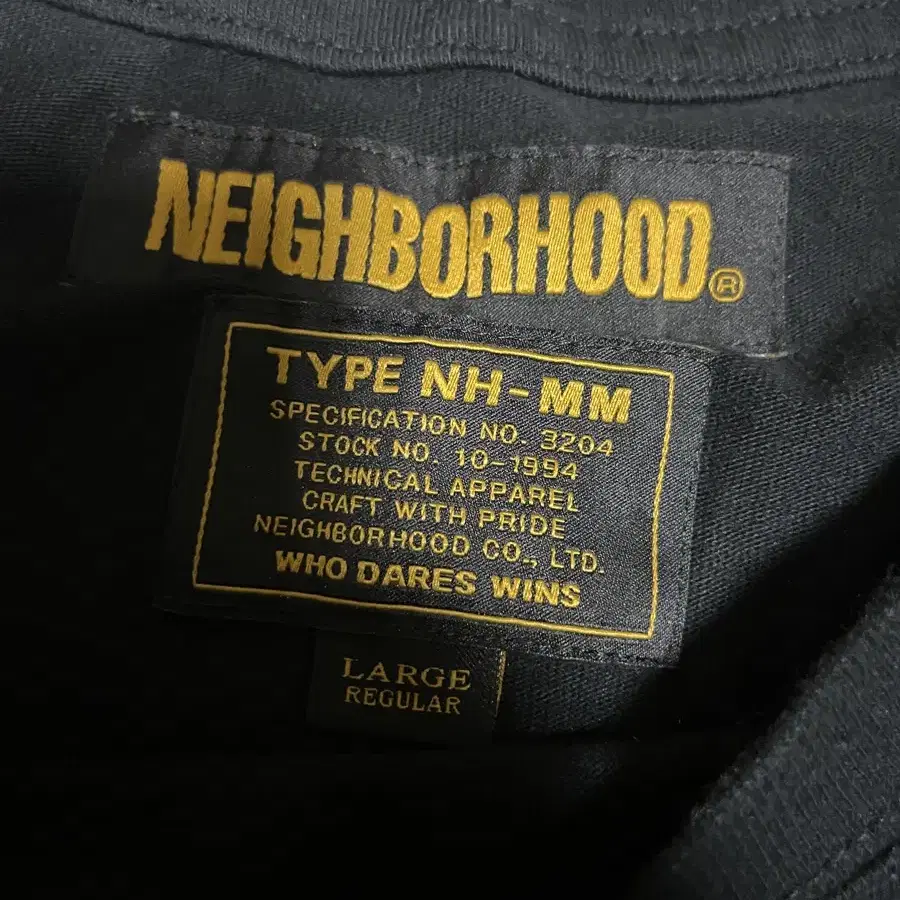 NEIGHBORHOOD®
TYPE NH-MM
SPECIFICATION NO. 3204
STOCK NO. 10-1994
TECHNICAL APPAREL
CRAFT WITH PRIDE
NEIGHBORHOOD CO., LTD.
WHO DARES WINS
LARGE
REGULAR